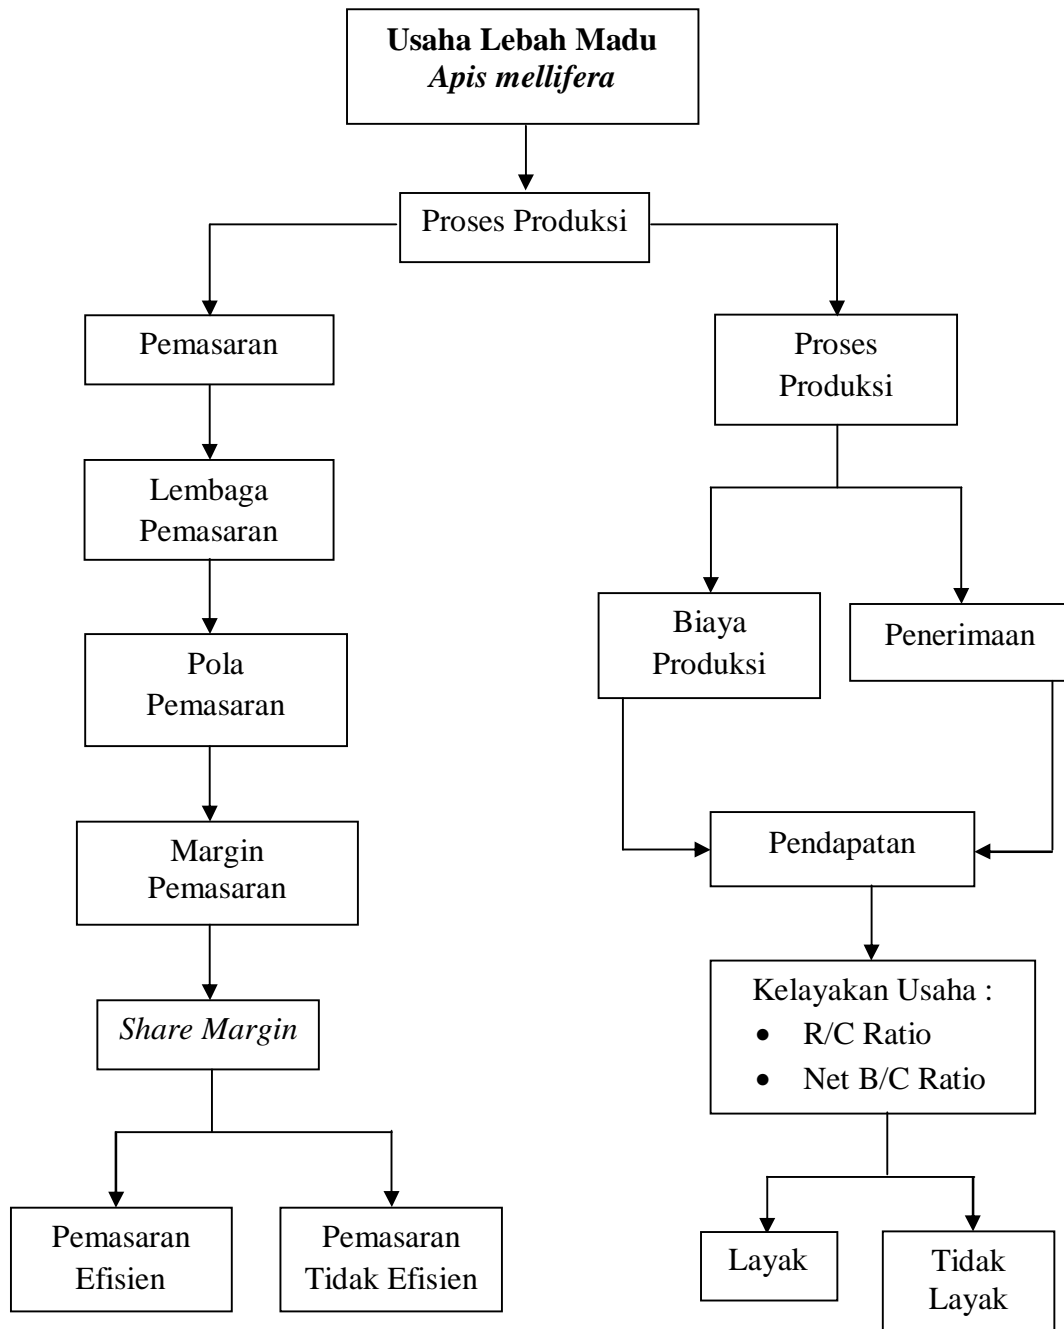 Usaha Lebah Madu
Apis mellifera
Proses Produksi
Pemasaran
Proses
Produksi
Lembaga
Pemasaran
Biaya
Produksi
Penerimaan
Pola
Pemasaran
Margin
Pemasaran
Pendapatan
Share Margin
Kelayakan Usaha :
• R/C Ratio
• Net B/C Ratio
Pemasaran
Efisien
Pemasaran
Tidak Efisien
Layak
Tidak
Layak